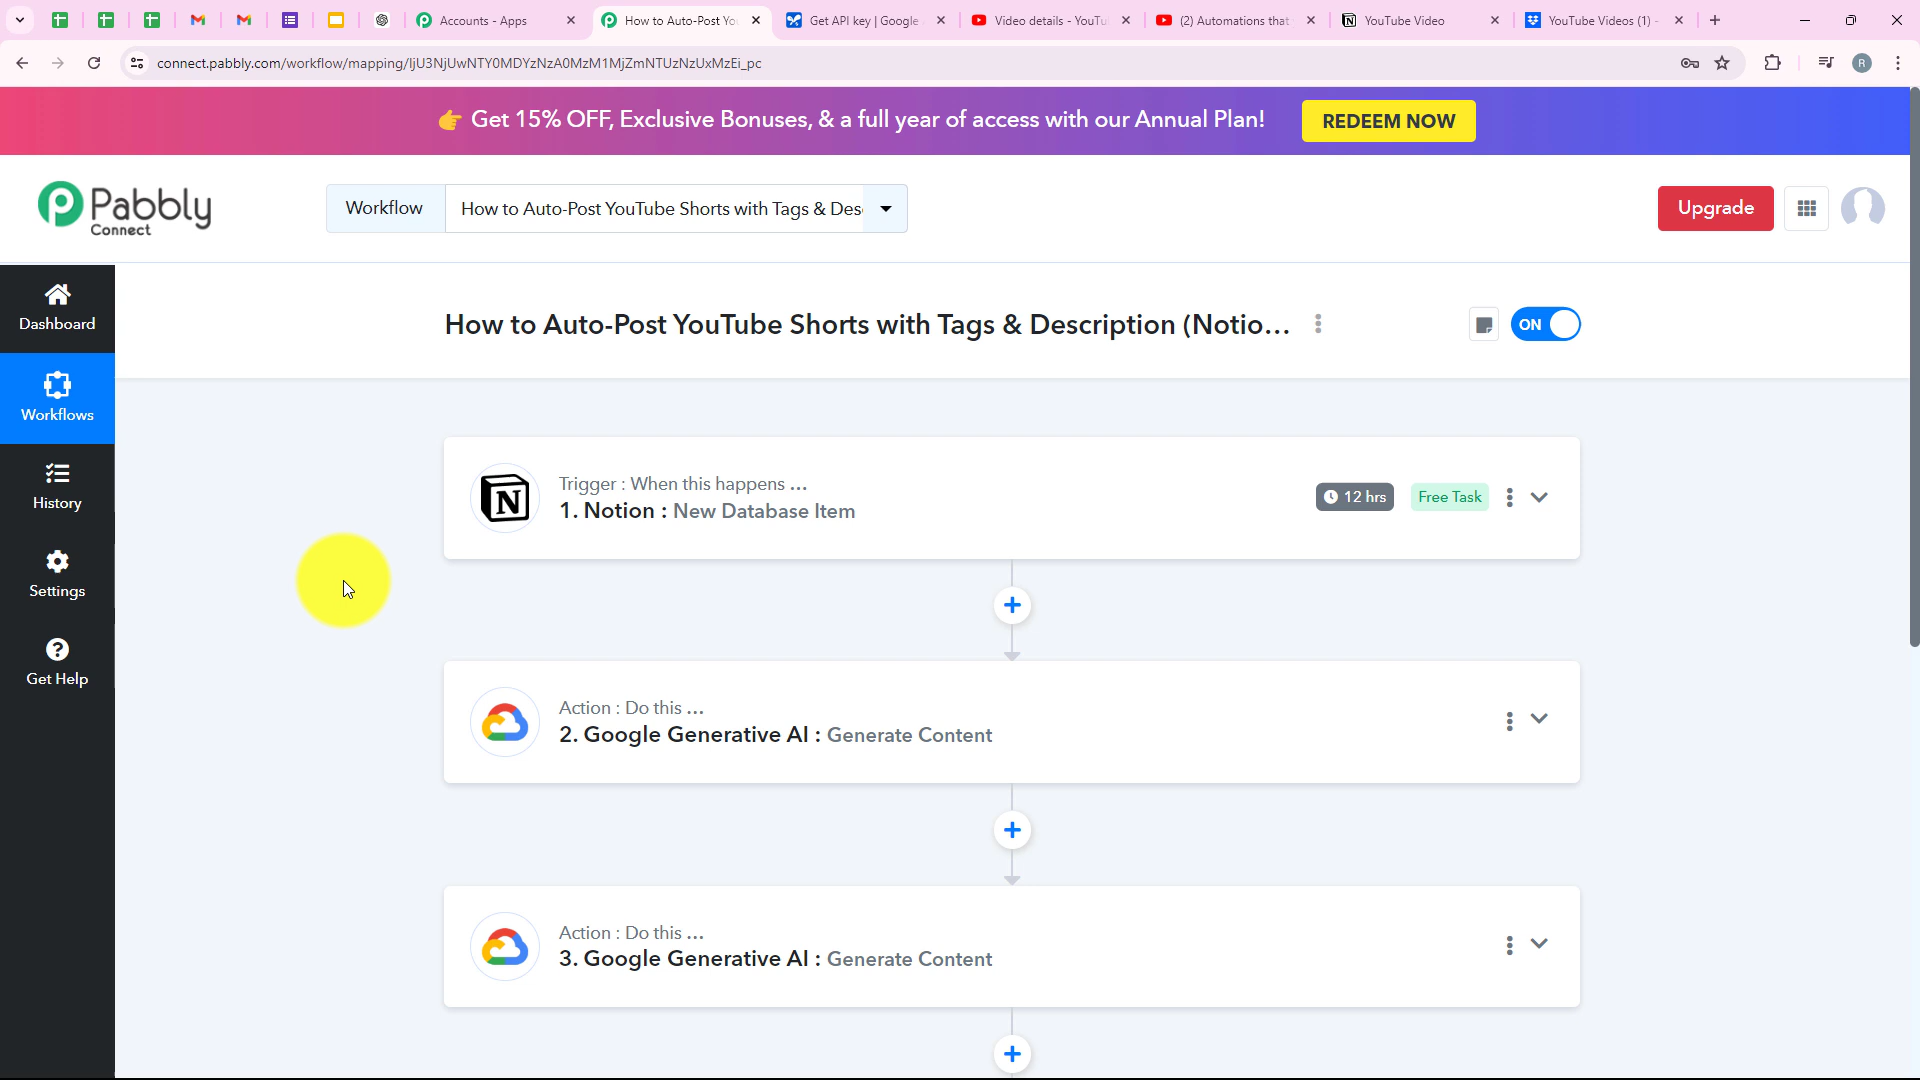 Accounts - Apps
How to Auto-Post Yo
Get API key | Google
Video details - YouTu
(2) Automations that
YouTube Video
YouTube Videos (1) -
connect.pabbly.com/workflow/mapping/IjU3NjUwNTY0MDYzNzA0MzM1MjZmNTUzNzUxMzEi_pc
R
👉 Get 15% OFF, Exclusive Bonuses, & a full year of access with our Annual Plan!
REDEEM NOW
Pabbly
Connect
Workflow
How to Auto-Post YouTube Shorts with Tags & Des
Upgrade
Dashboard
Workflows
History
Settings
Get Help
How to Auto-Post YouTube Shorts with Tags & Description (Notio...
ON
Trigger : When this happens ...
1. Notion : New Database Item
12 hrs
Free Task
Action : Do this ...
2. Google Generative AI : Generate Content
Action : Do this ...
3. Google Generative AI : Generate Content